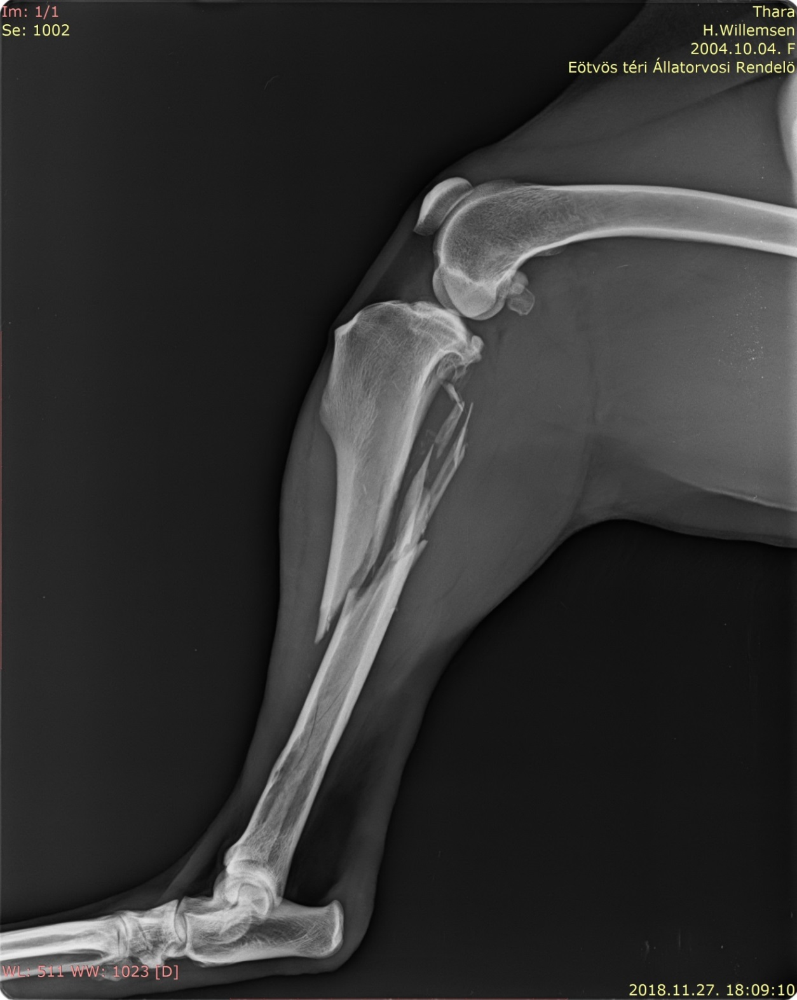 Im: 1/1
Se: 1002
Thara
H.Willemsen
2004.10.04. F
Eötvös téri Állatorvosi Rendelö
WL: 511 WW: 1023 [D]
2018.11.27. 18:09:10